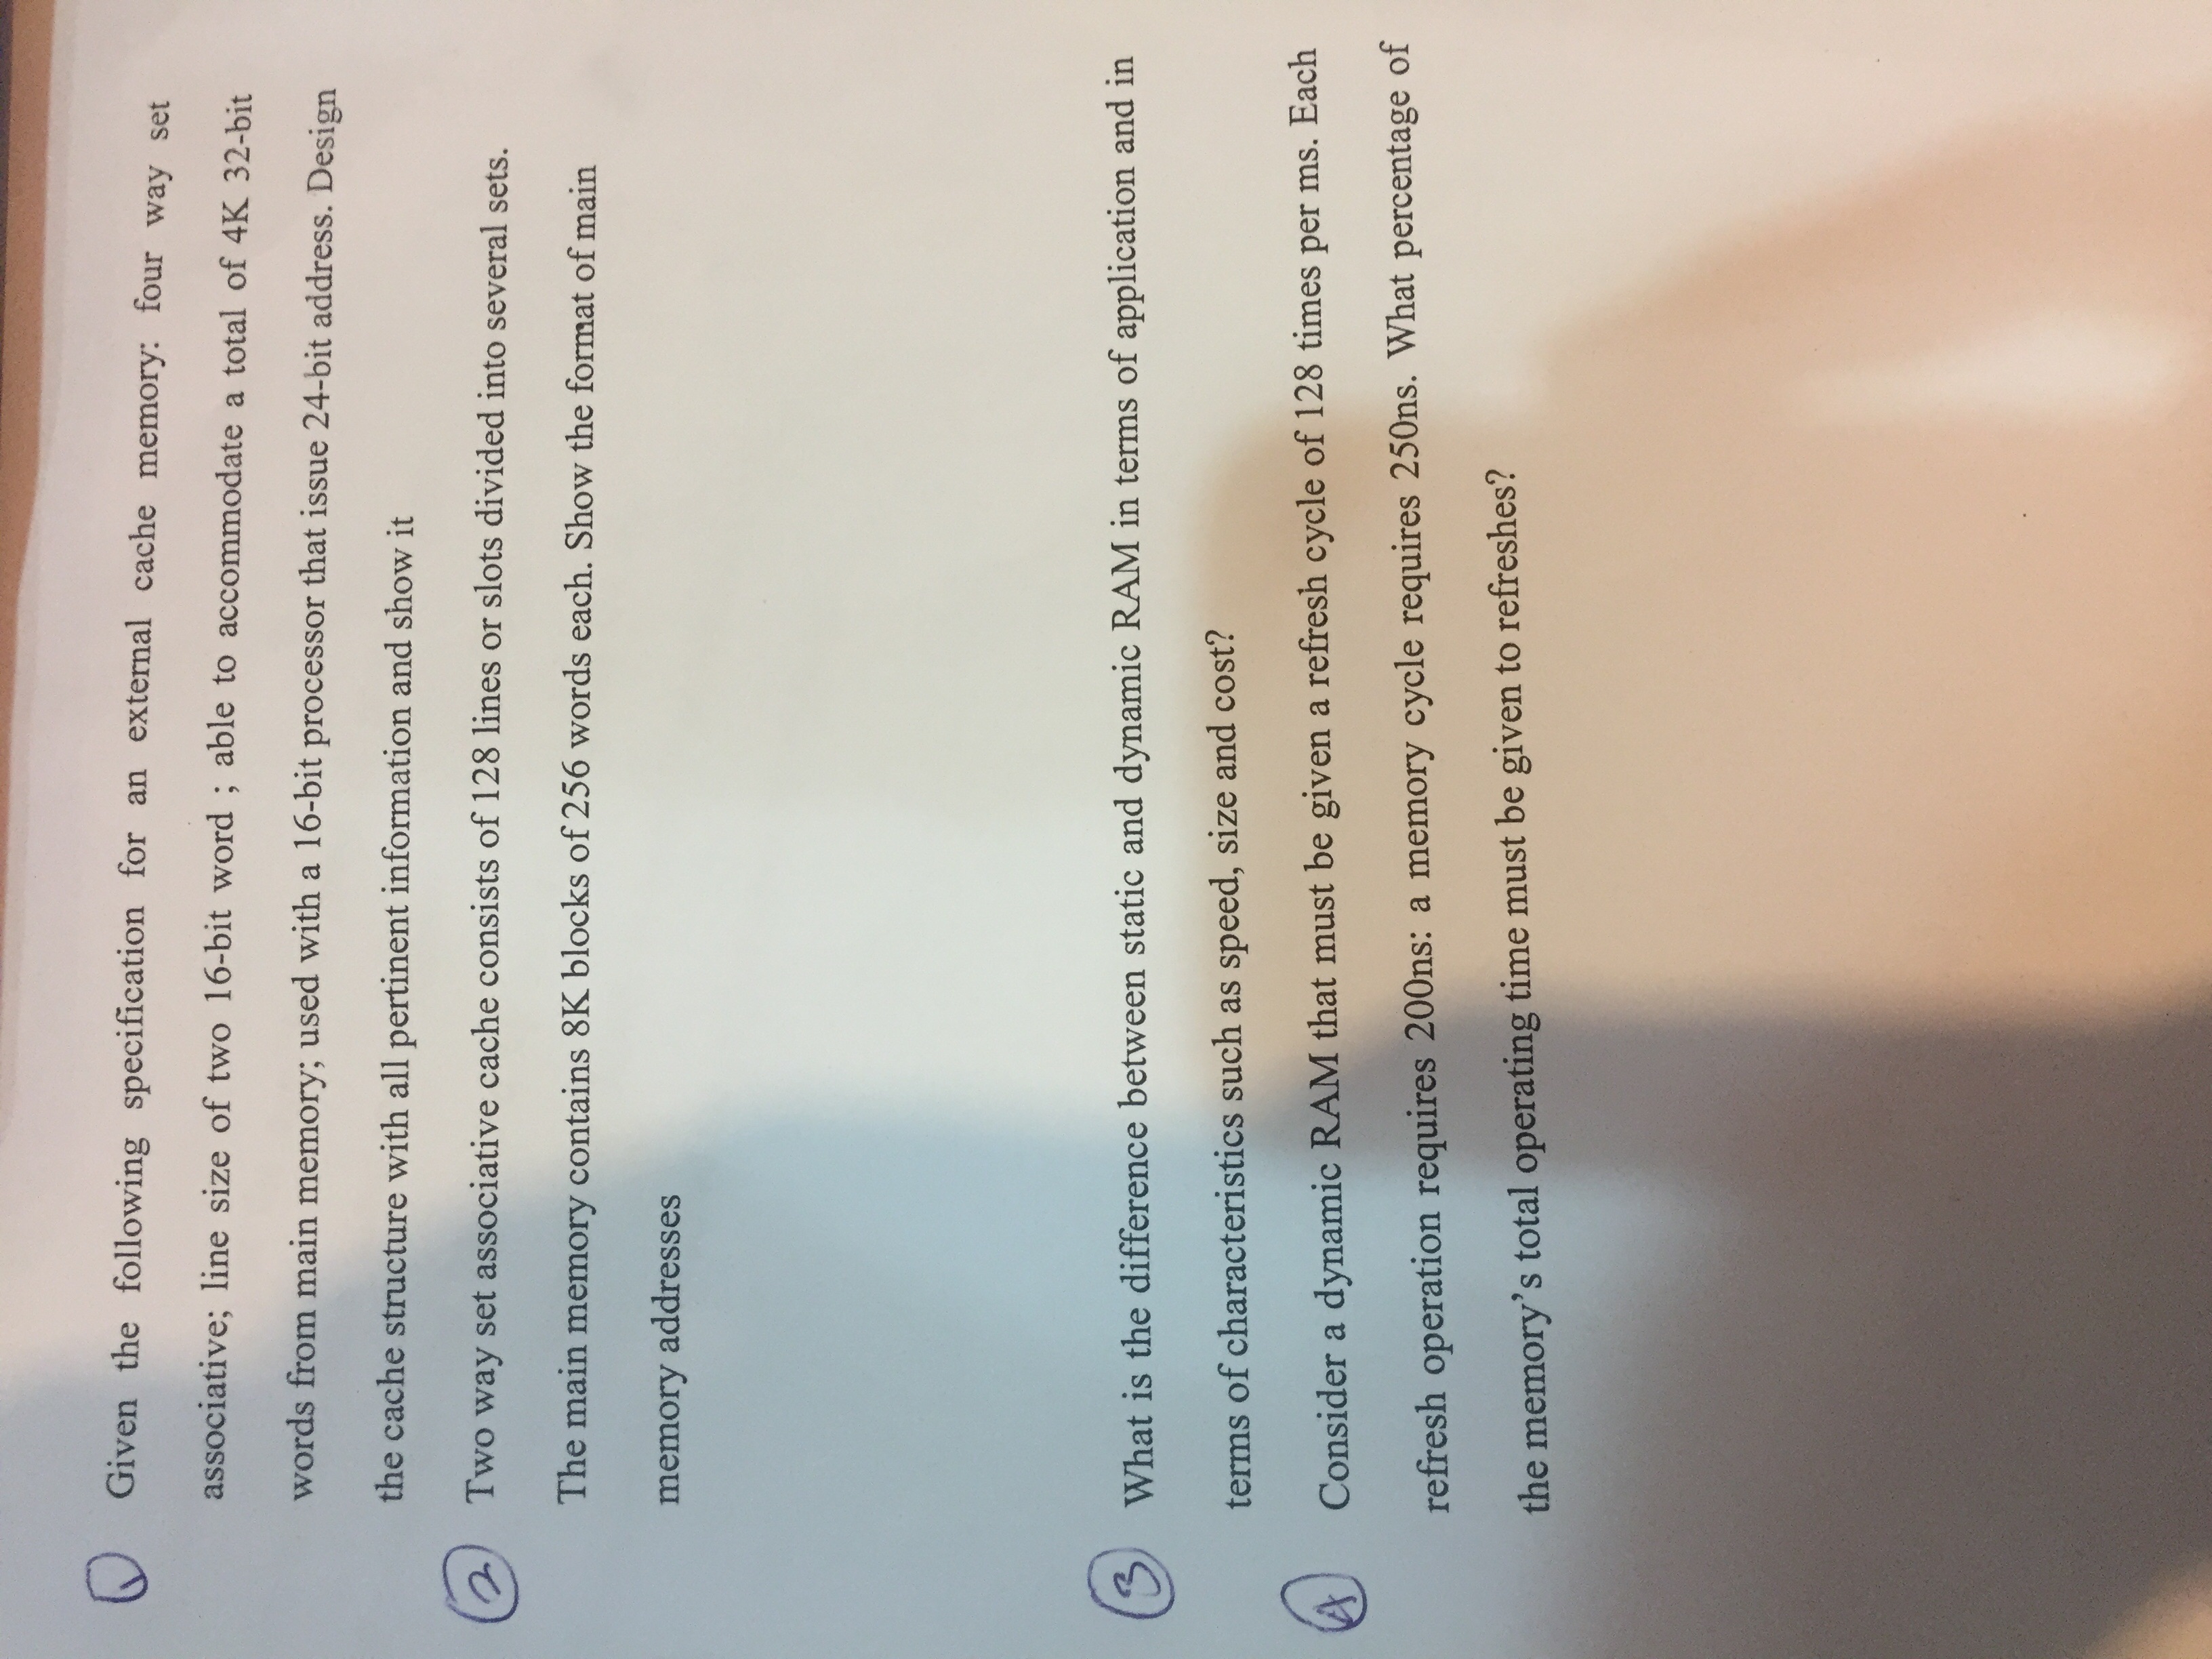 1 Given the following specification for an external cache memory: four way set
associative; line size of two 16-bit word ; able to accommodate a total of 4K 32-bit
words from main memory; used with a 16-bit processor that issue 24-bit address. Design
the cache structure with all pertinent information and show it
2 Two way set associative cache consists of 128 lines or slots divided into several sets.
The main memory contains 8K blocks of 256 words each. Show the format of main
memory addresses
3 What is the difference between static and dynamic RAM in terms of application and in
terms of characteristics such as speed, size and cost?
4 Consider a dynamic RAM that must be given a refresh cycle of 128 times per ms. Each
refresh operation requires 200ns: a memory cycle requires 250ns. What percentage of
the memory's total operating time must be given to refreshes?